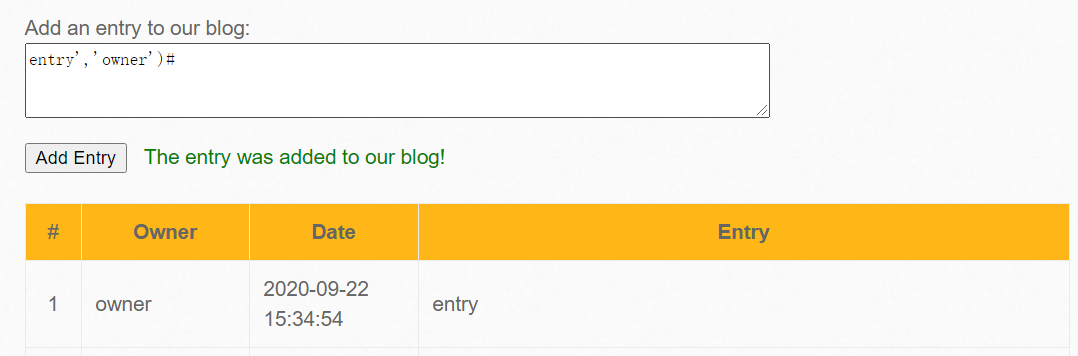 Add an entry to our blog:
entry','owner')#
Add Entry The entry was added to our blog!
# Owner Date Entry
1 owner 2020-09-22 15:34:54 entry